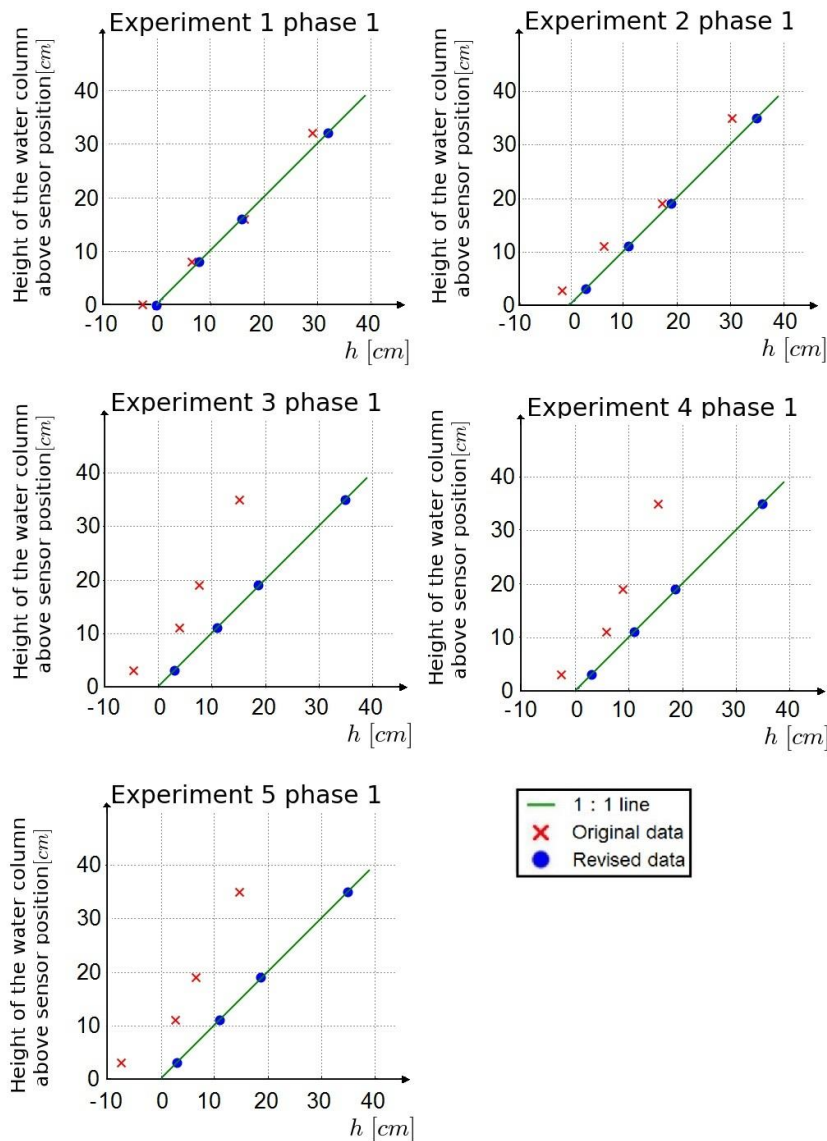 Experiment 1 phase 1
Height of the water column
above sensor position[cm]
40
30
20
10
0
-10 0 10 20 30 40
h [cm]
Experiment 2 phase 1
Height of the water column
above sensor position[cm]
40
30
20
10
0
-10 0 10 20 30 40
h [cm]
Experiment 3 phase 1
Height of the water column
above sensor position[cm]
40
30
20
10
0
-10 0 10 20 30 40
h [cm]
Experiment 4 phase 1
Height of the water column
above sensor position[cm]
40
30
20
10
0
-10 0 10 20 30 40
h [cm]
Experiment 5 phase 1
Height of the water column
above sensor position[cm]
40
30
20
10
0
-10 0 10 20 30 40
h [cm]
1 : 1 line
Original data
Revised data